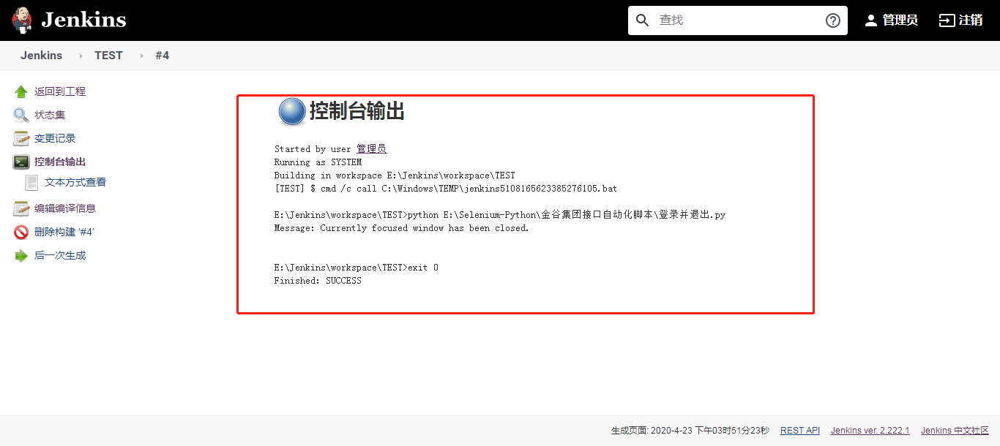 Jenkins
查找
管理员
注销
Jenkins
TEST
#4
返回到工程
状态集
变更记录
控制台输出
文本方式查看
编辑编译信息
删除构建 ‘#4’
后一次生成
控制台输出
Started by user 管理员
Running as SYSTEM
Building in workspace E:\Jenkins\workspace\TEST
[TEST] $ cmd /c call C:\Windows\TEMP\jenkins5108165623385276105.bat
E:\Jenkins\workspace\TEST>python E:\Selenium-Python\金谷集团接口自动化脚本\登录并退出.py
Message: Currently focused window has been closed.
E:\Jenkins\workspace\TEST>exit 0
Finished: SUCCESS
生成页面: 2020-4-23 下午03时51分23秒 REST API Jenkins ver. 2.222.1 Jenkins 中文社区